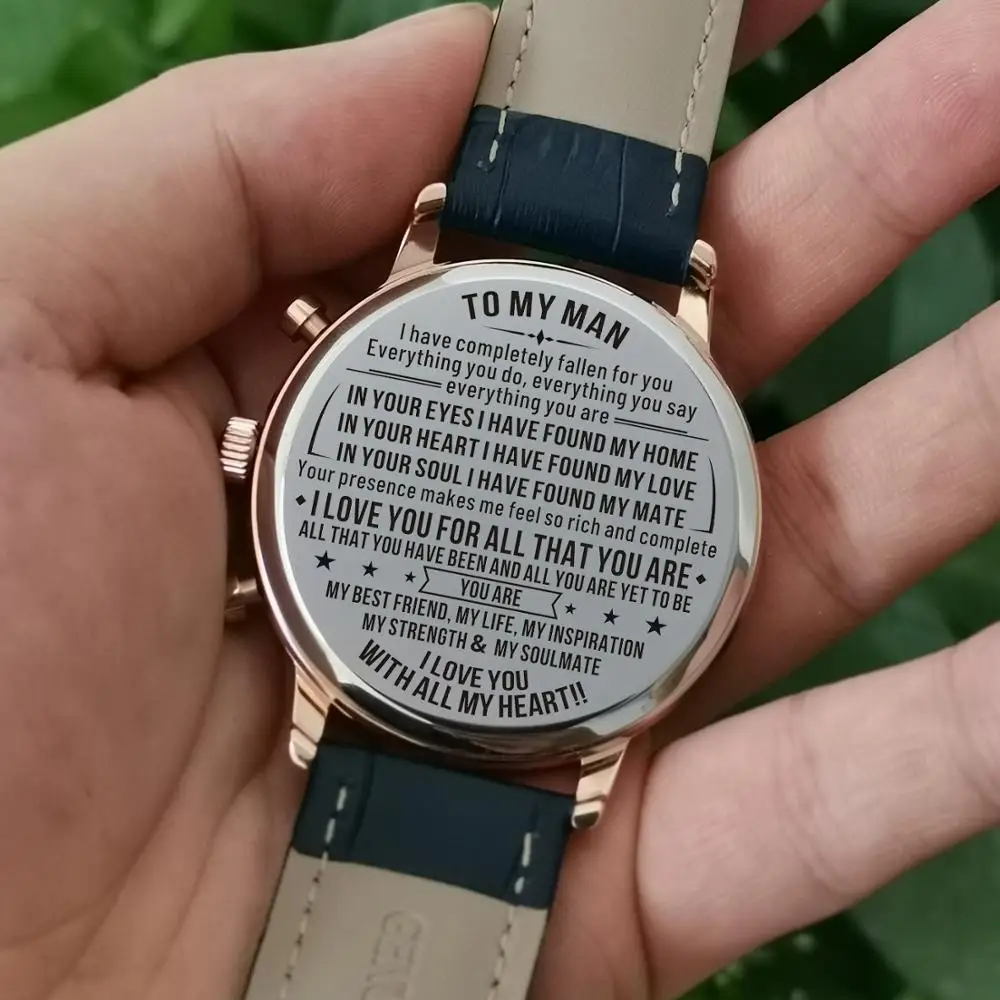 TO MY MAN
I have completely fallen for you
Everything you do, everything you say
everything you are
IN YOUR EYES I HAVE FOUND MY HOME
IN YOUR HEART I HAVE FOUND MY LOVE
IN YOUR SOUL I HAVE FOUND MY MATE
Your presence makes me feel so rich and complete
I LOVE YOU FOR ALL THAT YOU ARE
ALL THAT YOU HAVE BEEN AND ALL YOU ARE YET TO BE
YOU ARE
MY BEST FRIEND, MY LIFE, MY INSPIRATION
MY STRENGTH & MY SOULMATE
I LOVE YOU
WITH ALL MY HEART!!